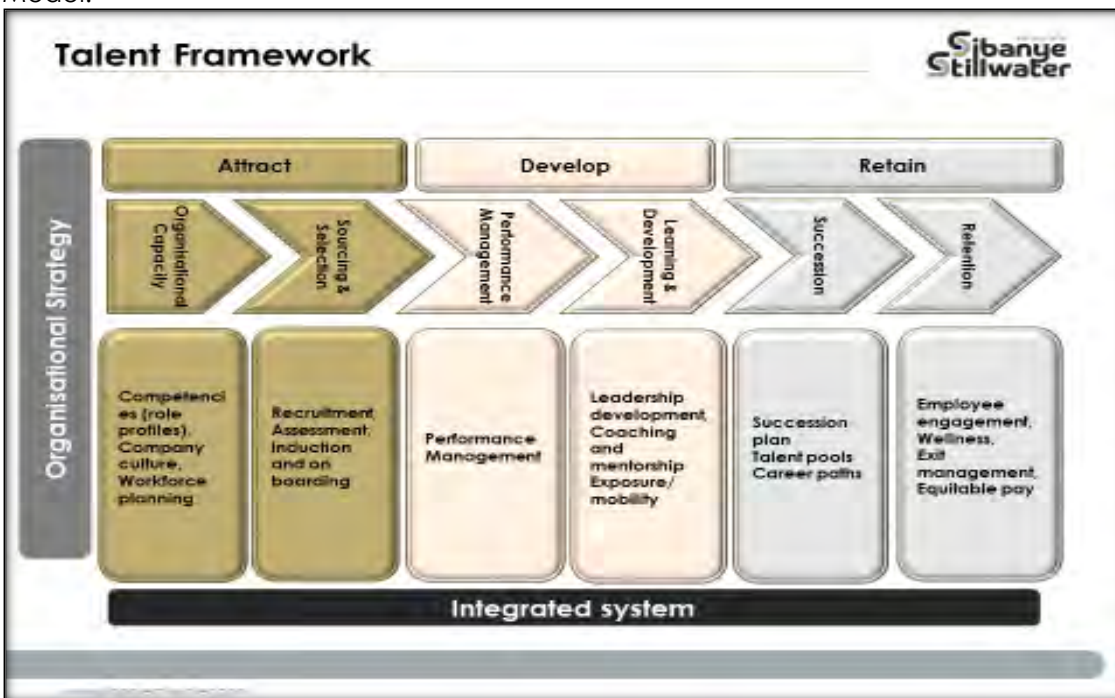 Model:
Talent Framework
Sibanye
Stillwater
Organisational Strategy
Attract
Develop
Retain
Organisational
Capacity
Sourcing &
Selection
Performance
Management
Learning &
Development
Succession
Retention
Competenci
es (role
profiles),
Company
culture,
Workforce
planning
Recruitment
Assessment,
Induction
and on
boarding
Performance
Management
Leadership
development,
Coaching
and
mentorship
Exposure/
mobility
Succession
plan
Talent pools
Career paths
Employee
engagement,
Wellness,
Exit
management,
Equitable pay
Integrated system